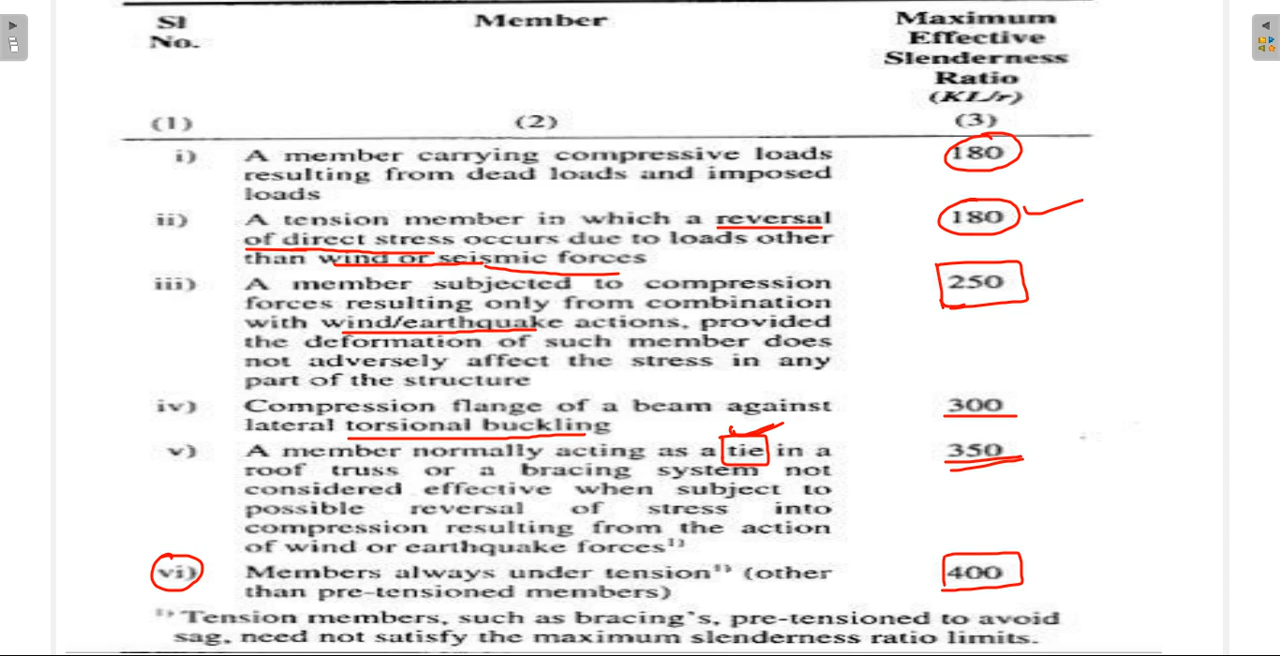 Sl Member Maximum
No. Effective
Slenderness
Ratio
(KL/r)
(1) (2) (3)
i) A member carrying compressive loads 180
resulting from dead loads and imposed
loads
ii) A tension member in which a reversal 180
of direct stress occurs due to loads other
than wind or seismic forces
iii) A member subjected to compression 250
forces resulting only from combination
with wind/earthquake actions, provided
the deformation of such member does
not adversely affect the stress in any
part of the structure
iv) Compression flange of a beam against 300
lateral torsional buckling
v) A member normally acting as a tie in a 350
roof truss or a bracing system not
considered effective when subject to
possible reversal of stress into
compression resulting from the action
of wind or earthquake forces¹⁾
vi) Members always under tension¹⁾ (other 400
than pre-tensioned members)
¹⁾ Tension members, such as bracing's, pre-tensioned to avoid
sag, need not satisfy the maximum slenderness ratio limits.